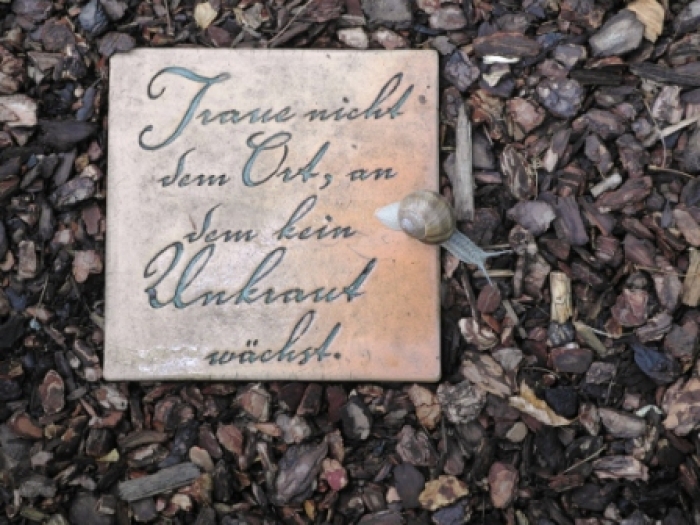 Traue nicht
dem Ort, an
dem kein
Unkraut
wächst.